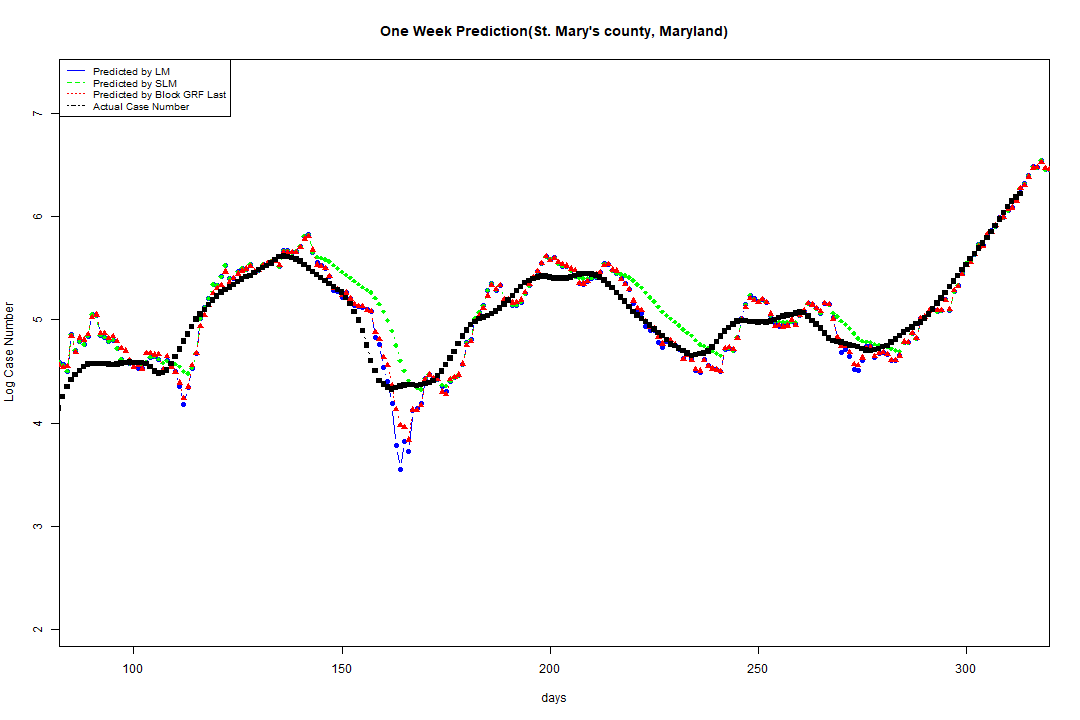 One Week Prediction(St. Mary's county, Maryland)
Predicted by LM
Predicted by SLM
Predicted by Block GRF Last
Actual Case Number
7
6
5
4
3
2
Log Case Number
100 150 200 250 300
days